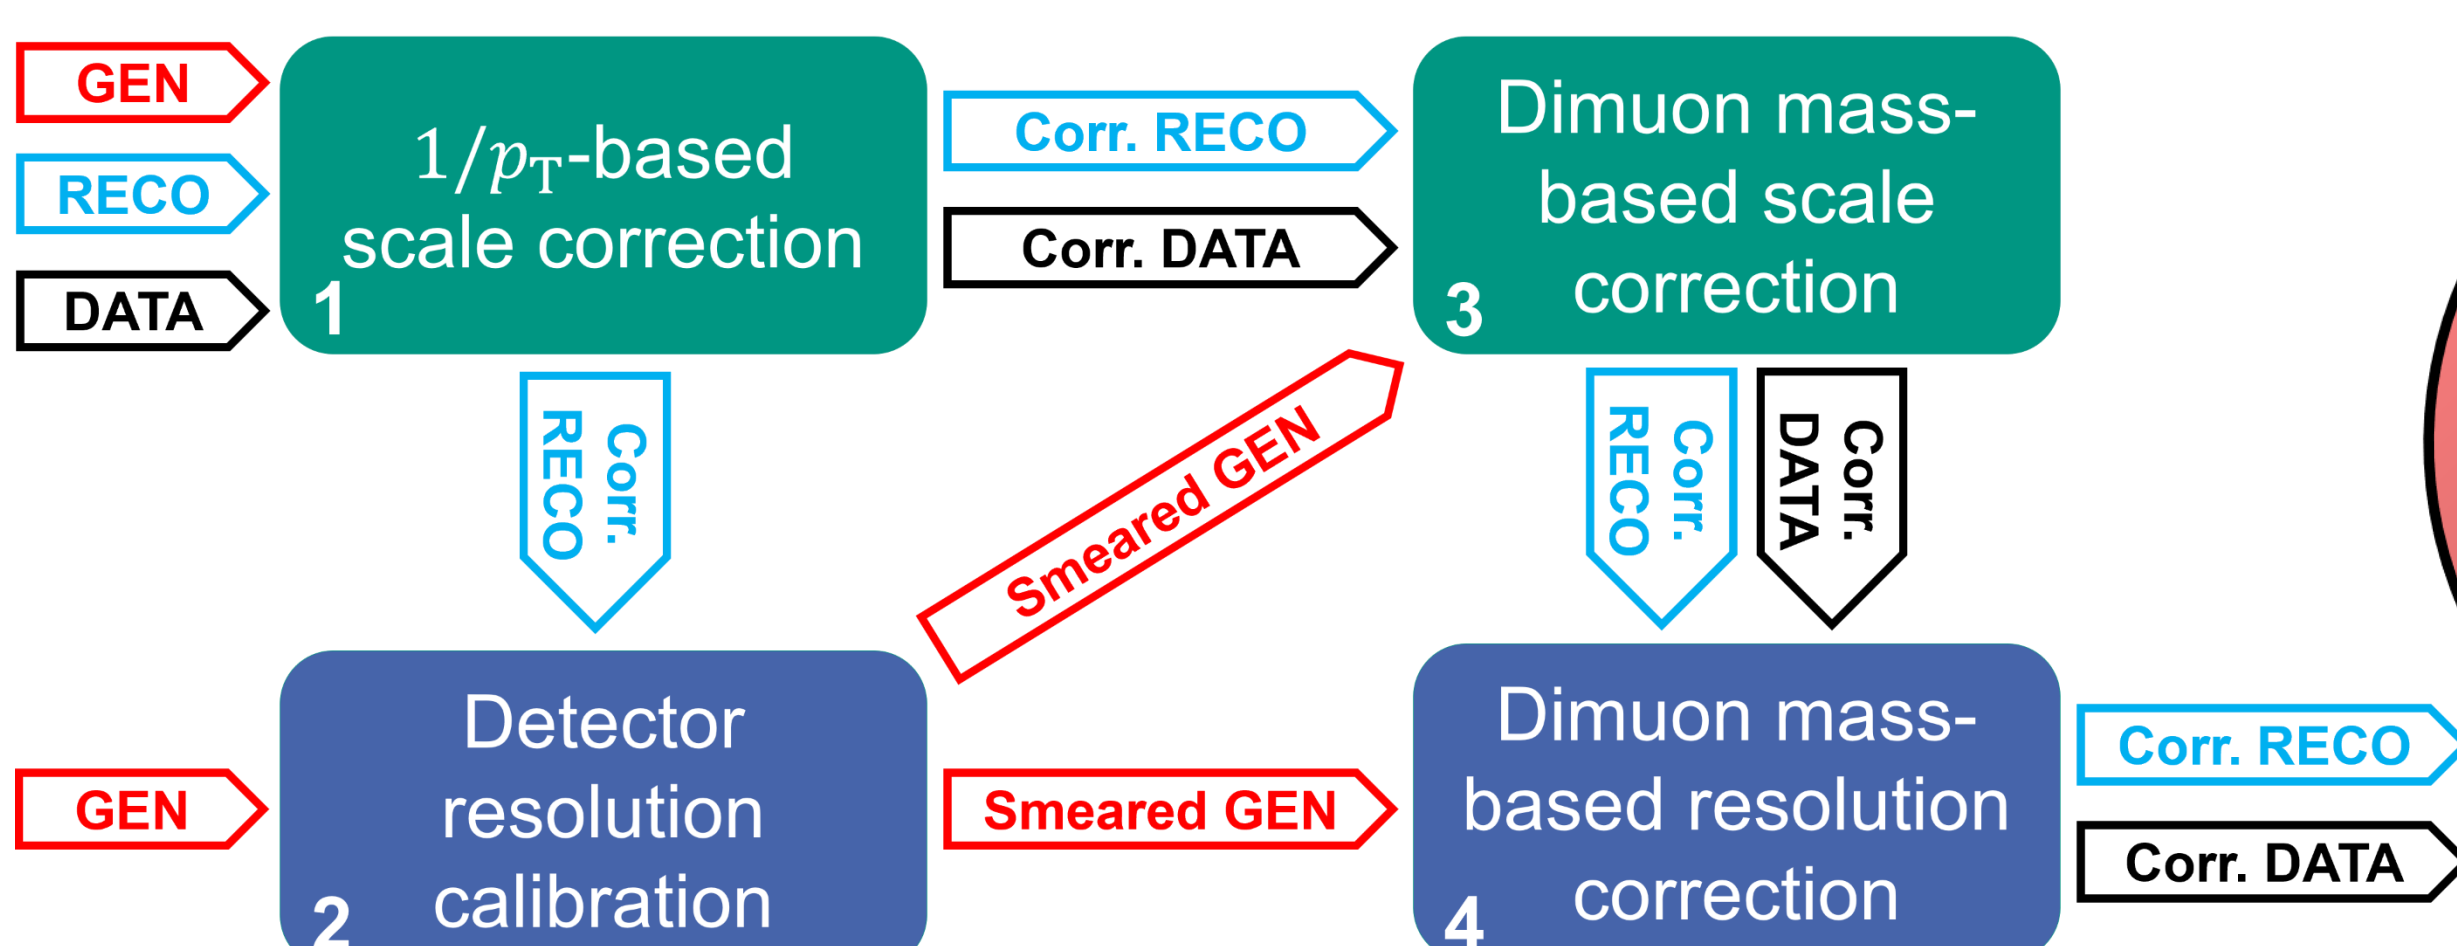 GEN
RECO
DATA
1/p_T-based
scale correction
1
Corr. RECO
Corr. DATA
Dimuon mass-
based scale
correction
3
Corr.
RECO
Smeared GEN
Corr.
RECO
Corr.
DATA
GEN
Detector
resolution
calibration
2
Smeared GEN
Dimuon mass-
based resolution
correction
4
Corr. RECO
Corr. DATA